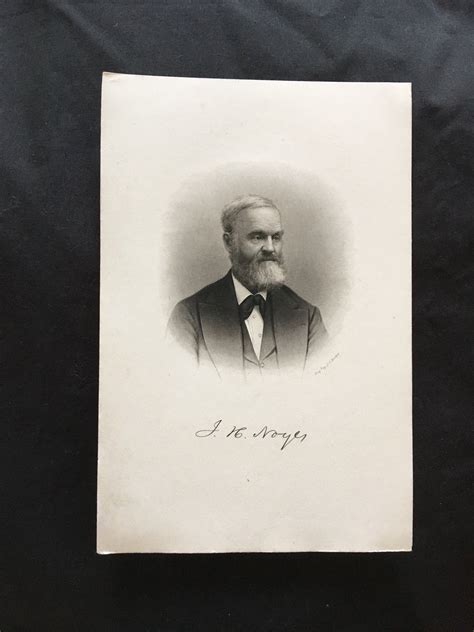 J. H. Noyes